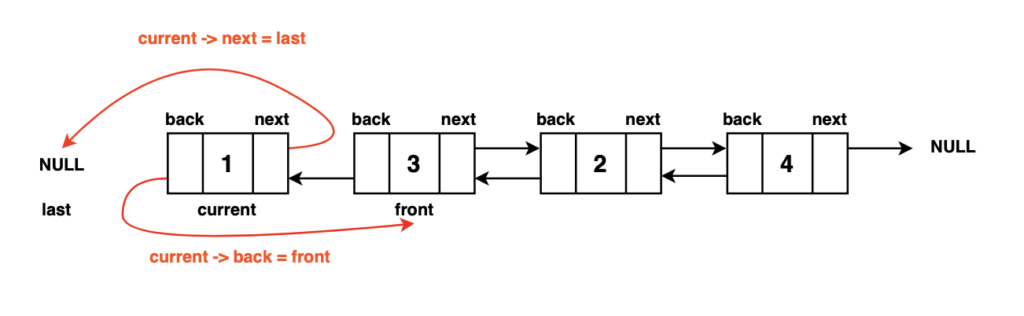 current -> next = last
back next back next back next back next
NULL 1 3 2 4 NULL
last current front
current -> back = front